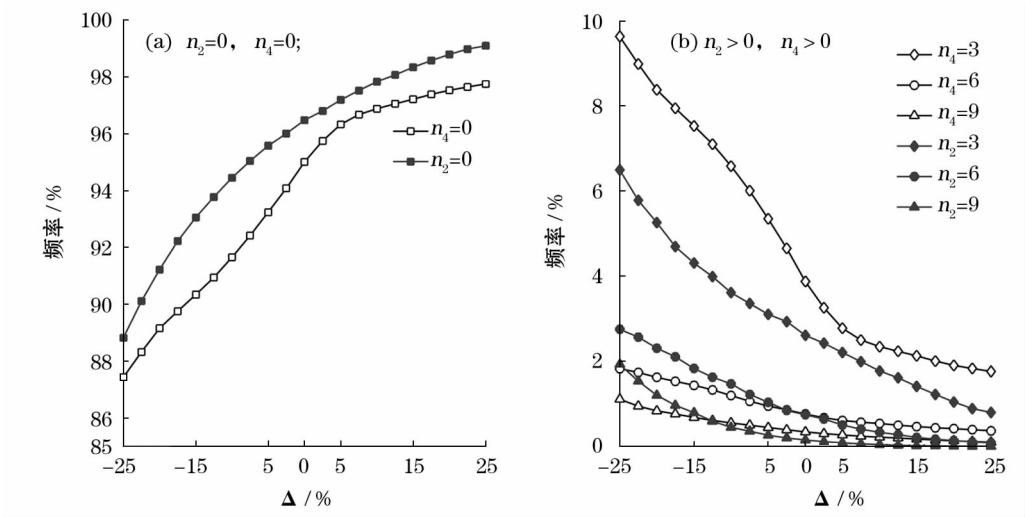 (a) n₂=0, n₄=0;
频率 / %
100
98
96
94
92
90
88
86
85
n₄=0
n₂=0
−25 −15 −5 0 5 15 25
Δ / %
(b) n₂>0, n₄>0
频率 / %
10
8
6
4
2
0
n₄=3
n₄=6
n₄=9
n₂=3
n₂=6
n₂=9
−25 −15 5 0 5 15 25
Δ / %